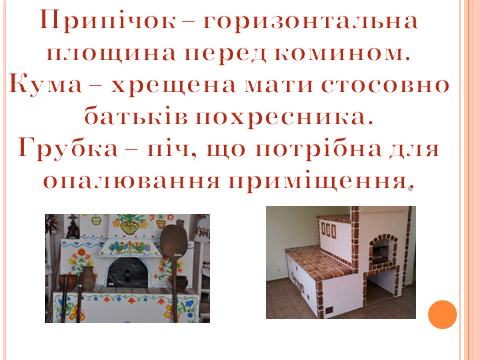 Припічок – горизонтальна
площина перед комином.
Кума – хрещена мати стосовно
батьків похресника.
Грубка – піч, що потрібна для
опалювання приміщення.